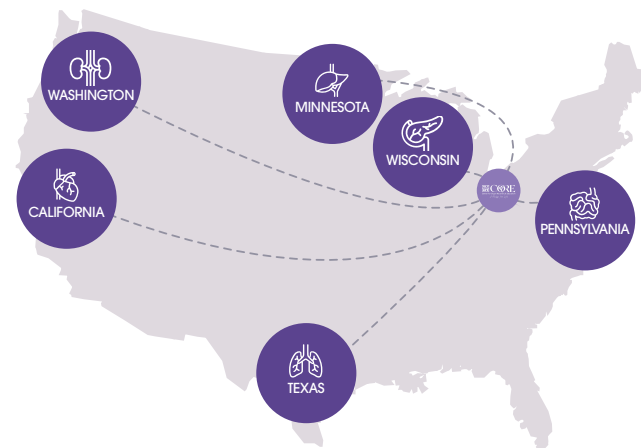 WASHINGTON
MINNESOTA
WISCONSIN
CORE
CALIFORNIA
PENNSYLVANIA
TEXAS